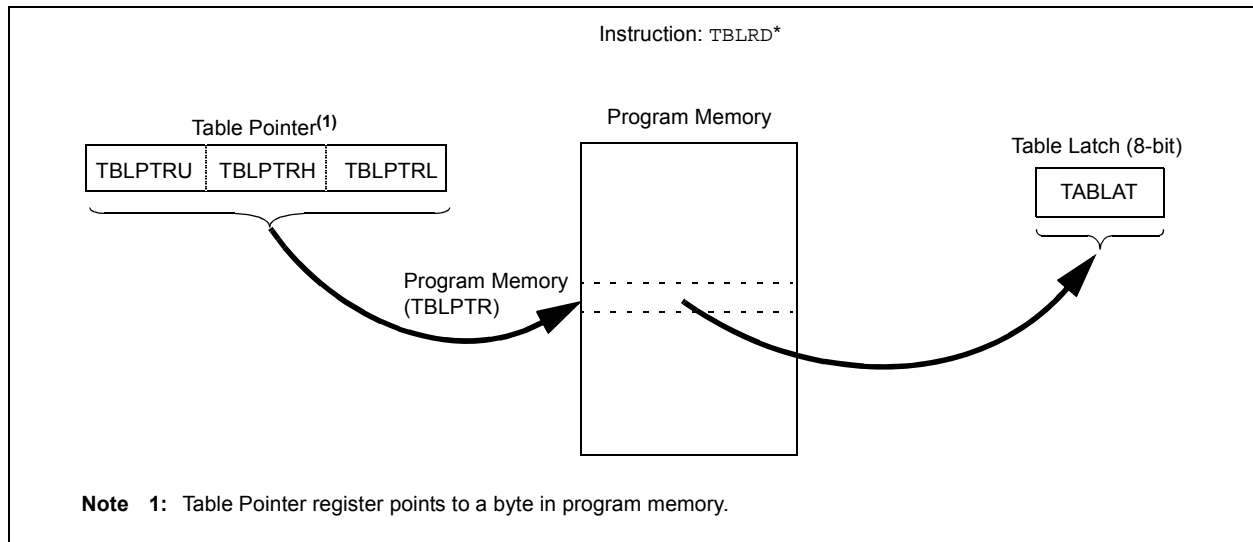 Instruction: TBLRD*
Table Pointer(1)
Program Memory
Table Latch (8-bit)
TBLPTRU TBLPTRH TBLPTRL
TABLAT
Program Memory
(TBLPTR)
Note 1: Table Pointer register points to a byte in program memory.